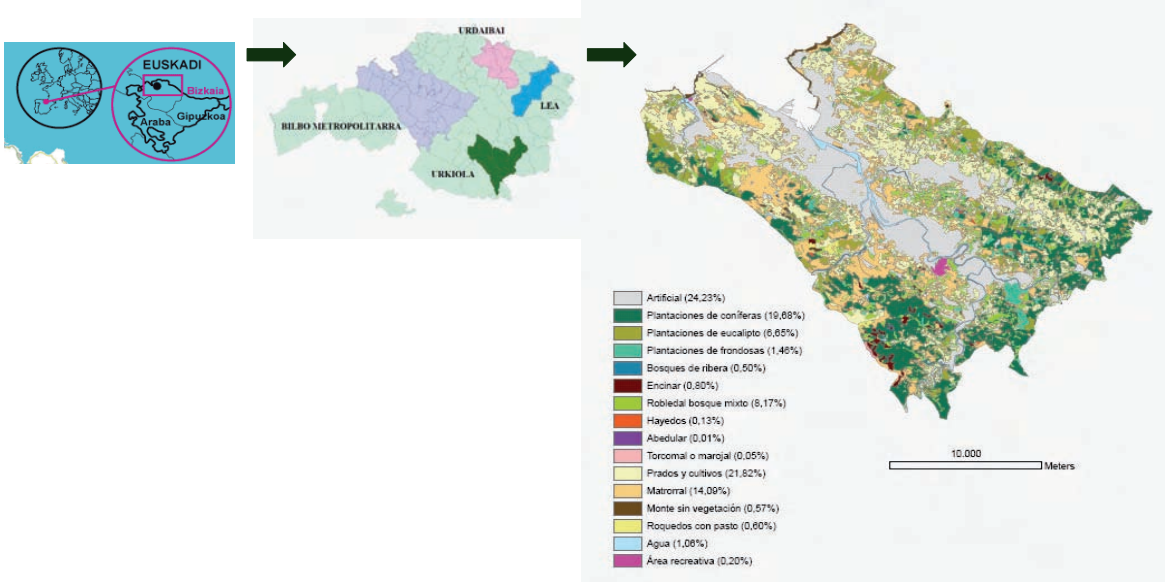 EUSKADI
Bizkaia
Gipuzkoa
Araba
URDAIBAI
LEA
BILBO METROPOLITARRA
URKIOLA
Artificial (24,23%)
Plantaciones de coníferas (19,68%)
Plantaciones de eucalipto (6,65%)
Plantaciones de frondosas (1,46%)
Bosques de ribera (0,50%)
Encinar (0,80%)
Robledal bosque mixto (8,17%)
Hayedos (0,13%)
Abedular (0,01%)
Torcomal o marojal (0,05%)
Prados y cultivos (21,82%)
Matrorral (14,09%)
Monte sin vegetación (0,57%)
Roquedos con pasto (0,60%)
Agua (1,06%)
Área recreativa (0,20%)
10.000
Meters